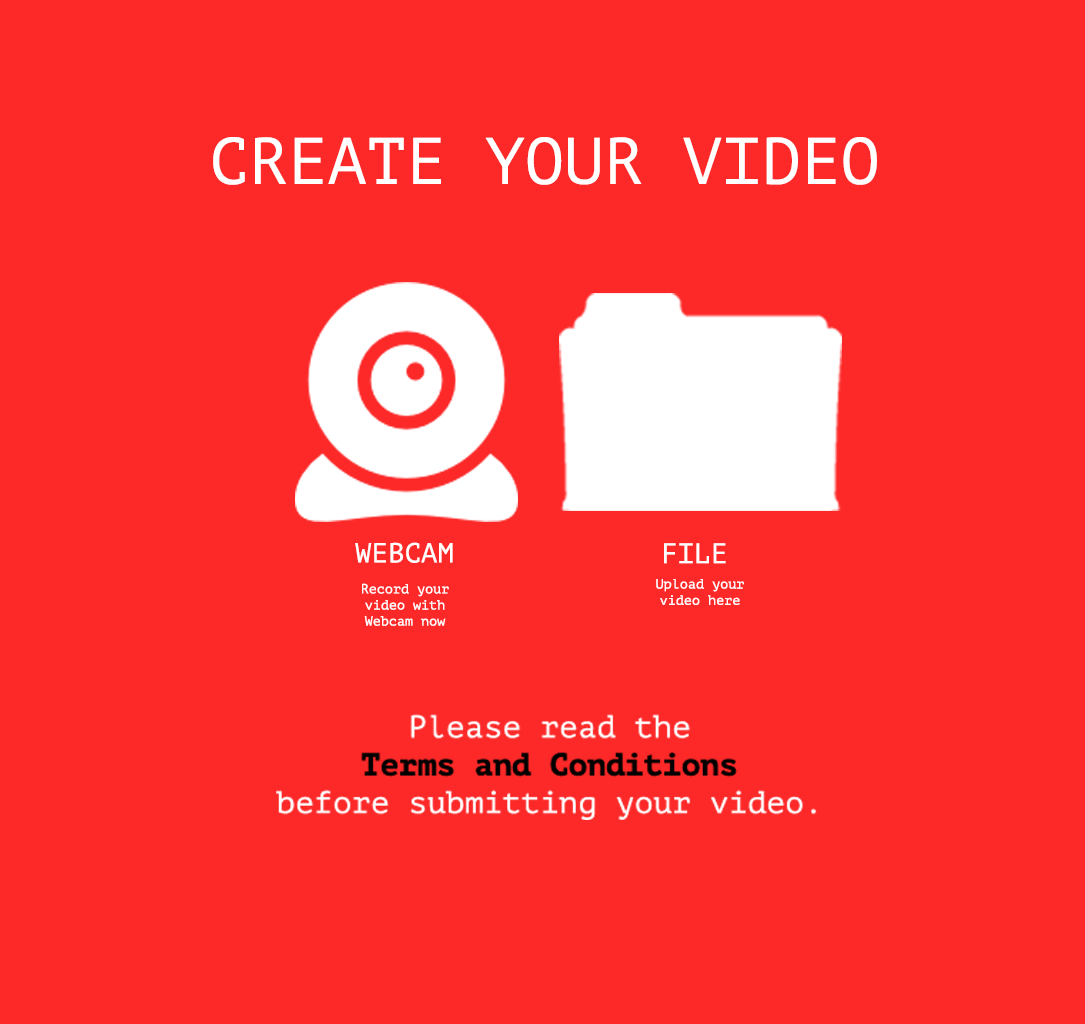 CREATE YOUR VIDEO
WEBCAM
Record your
video with
Webcam now
FILE
Upload your
video here
Please read the
Terms and Conditions
before submitting your video.